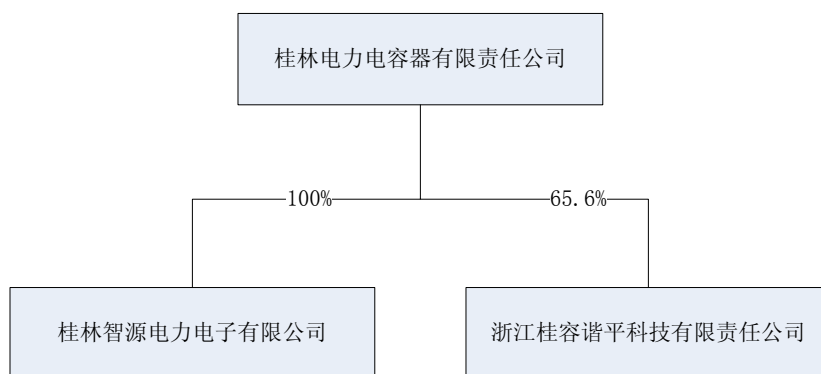 桂林电力电容器有限责任公司
100%
65.6%
桂林智源电力电子有限公司
浙江桂容谐平科技有限责任公司